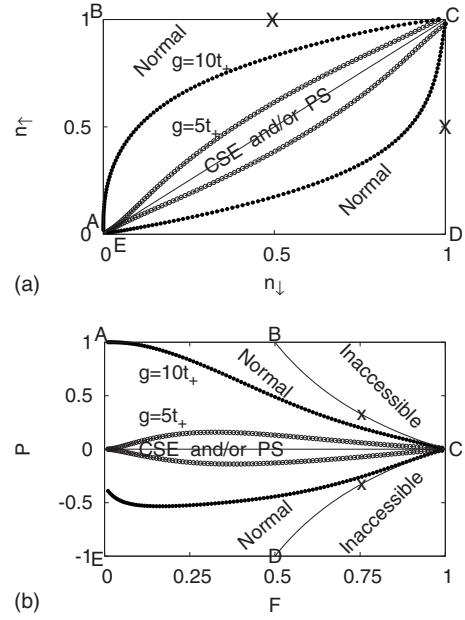 B
C
1
Normal
X
g=10t+
g=5t+
n↑
0.5
X
CSE and/or PS
Normal
A
0
E
D
0
0.5
1
(a)
n↓
A
B
1
Normal
Inaccessible
g=10t+
0.5
x
g=5t+
P
0
CSE and/or PS
C
x
-0.5
Normal
Inaccessible
-1
E
D
0
0.25
0.5
0.75
1
(b)
F